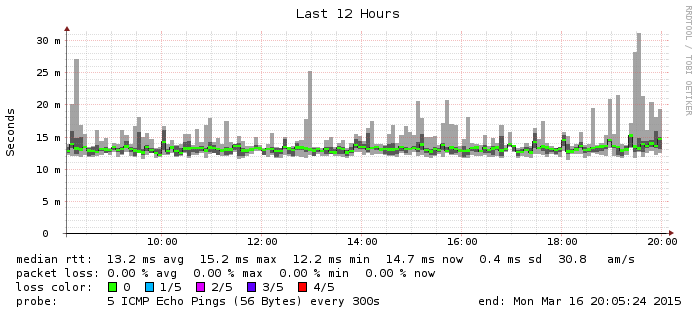 Last 12 Hours
RRDTOOL / TOBI OETIKER
Seconds
30 m
25 m
20 m
15 m
10 m
5 m
0
10:00 12:00 14:00 16:00 18:00 20:00
median rtt: 13.2 ms avg 15.2 ms max 12.2 ms min 14.7 ms now 0.4 ms sd 30.8 am/s
packet loss: 0.00 % avg 0.00 % max 0.00 % min 0.00 % now
loss color: 0 1/5 2/5 3/5 4/5
probe: 5 ICMP Echo Pings (56 Bytes) every 300s end: Mon Mar 16 20:05:24 2015